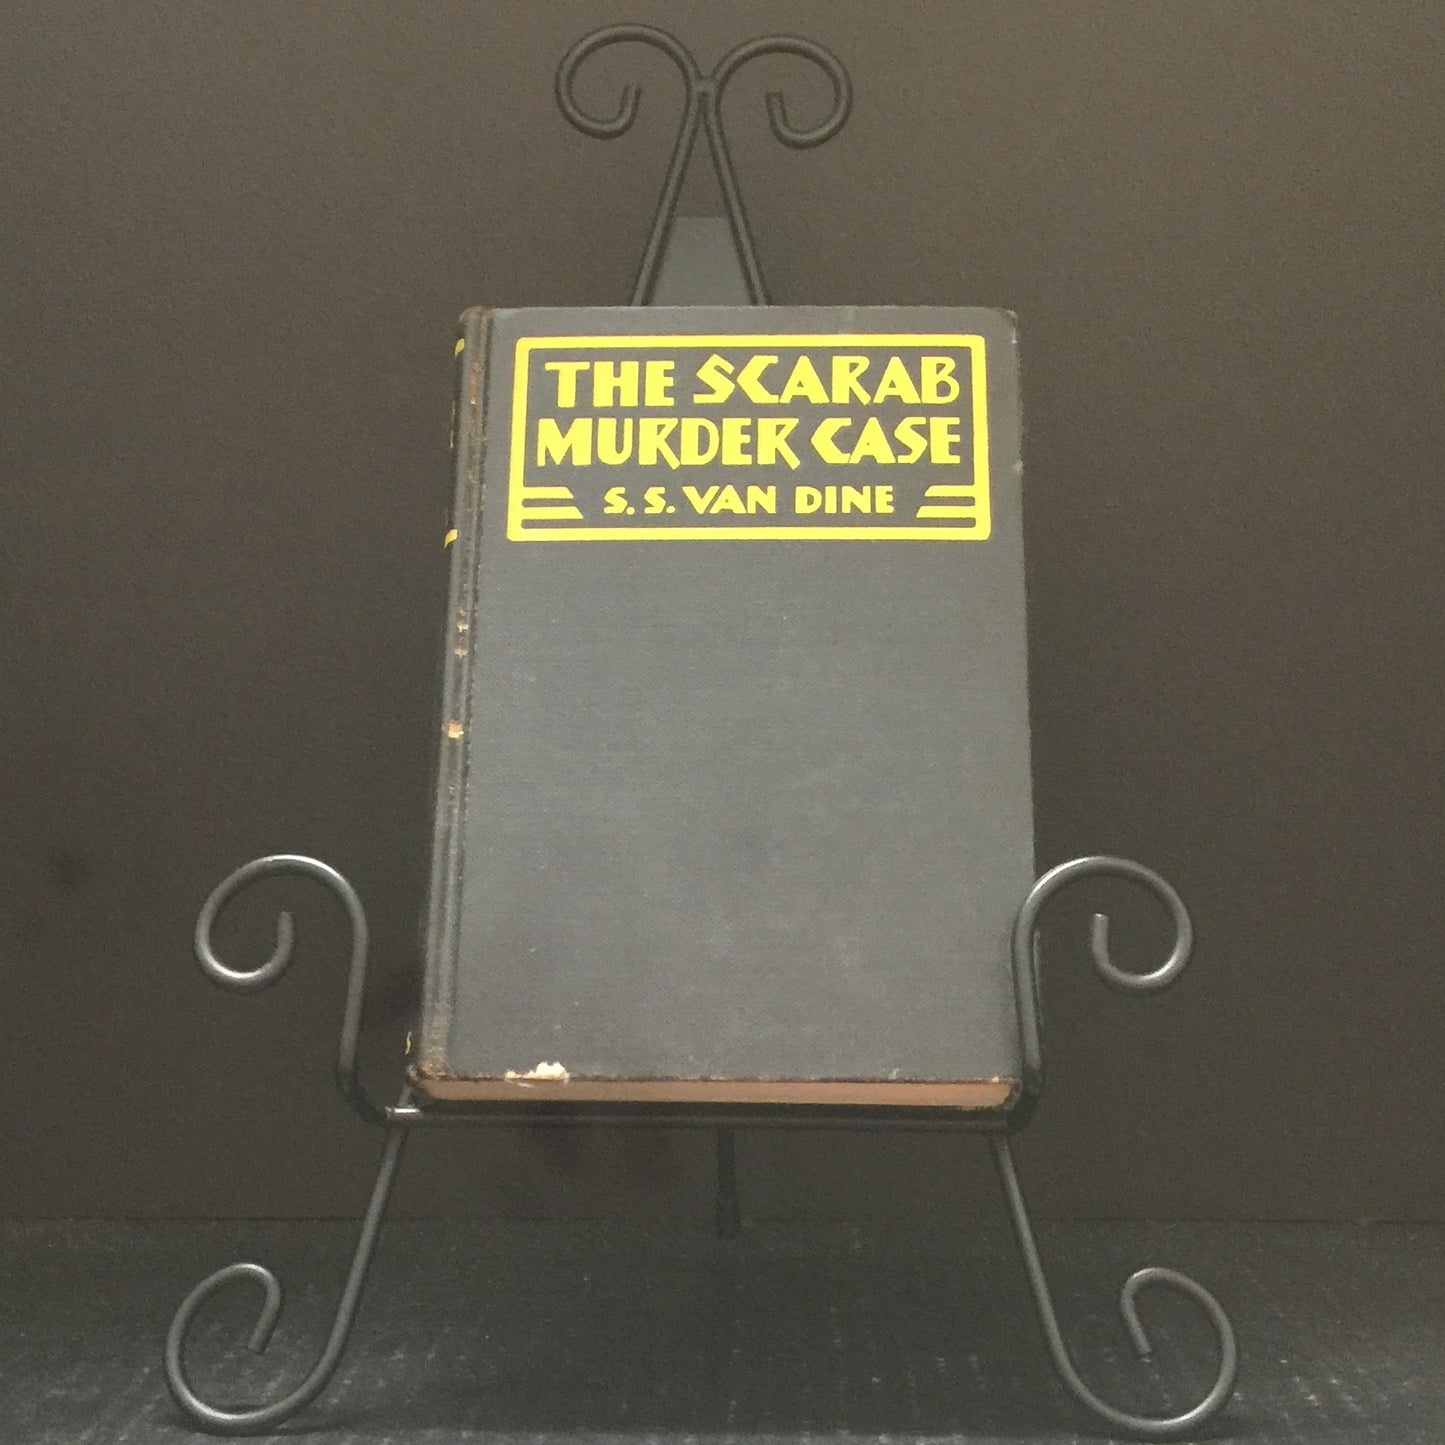 THE SCARAB
MURDER CASE
S. S. VAN DINE